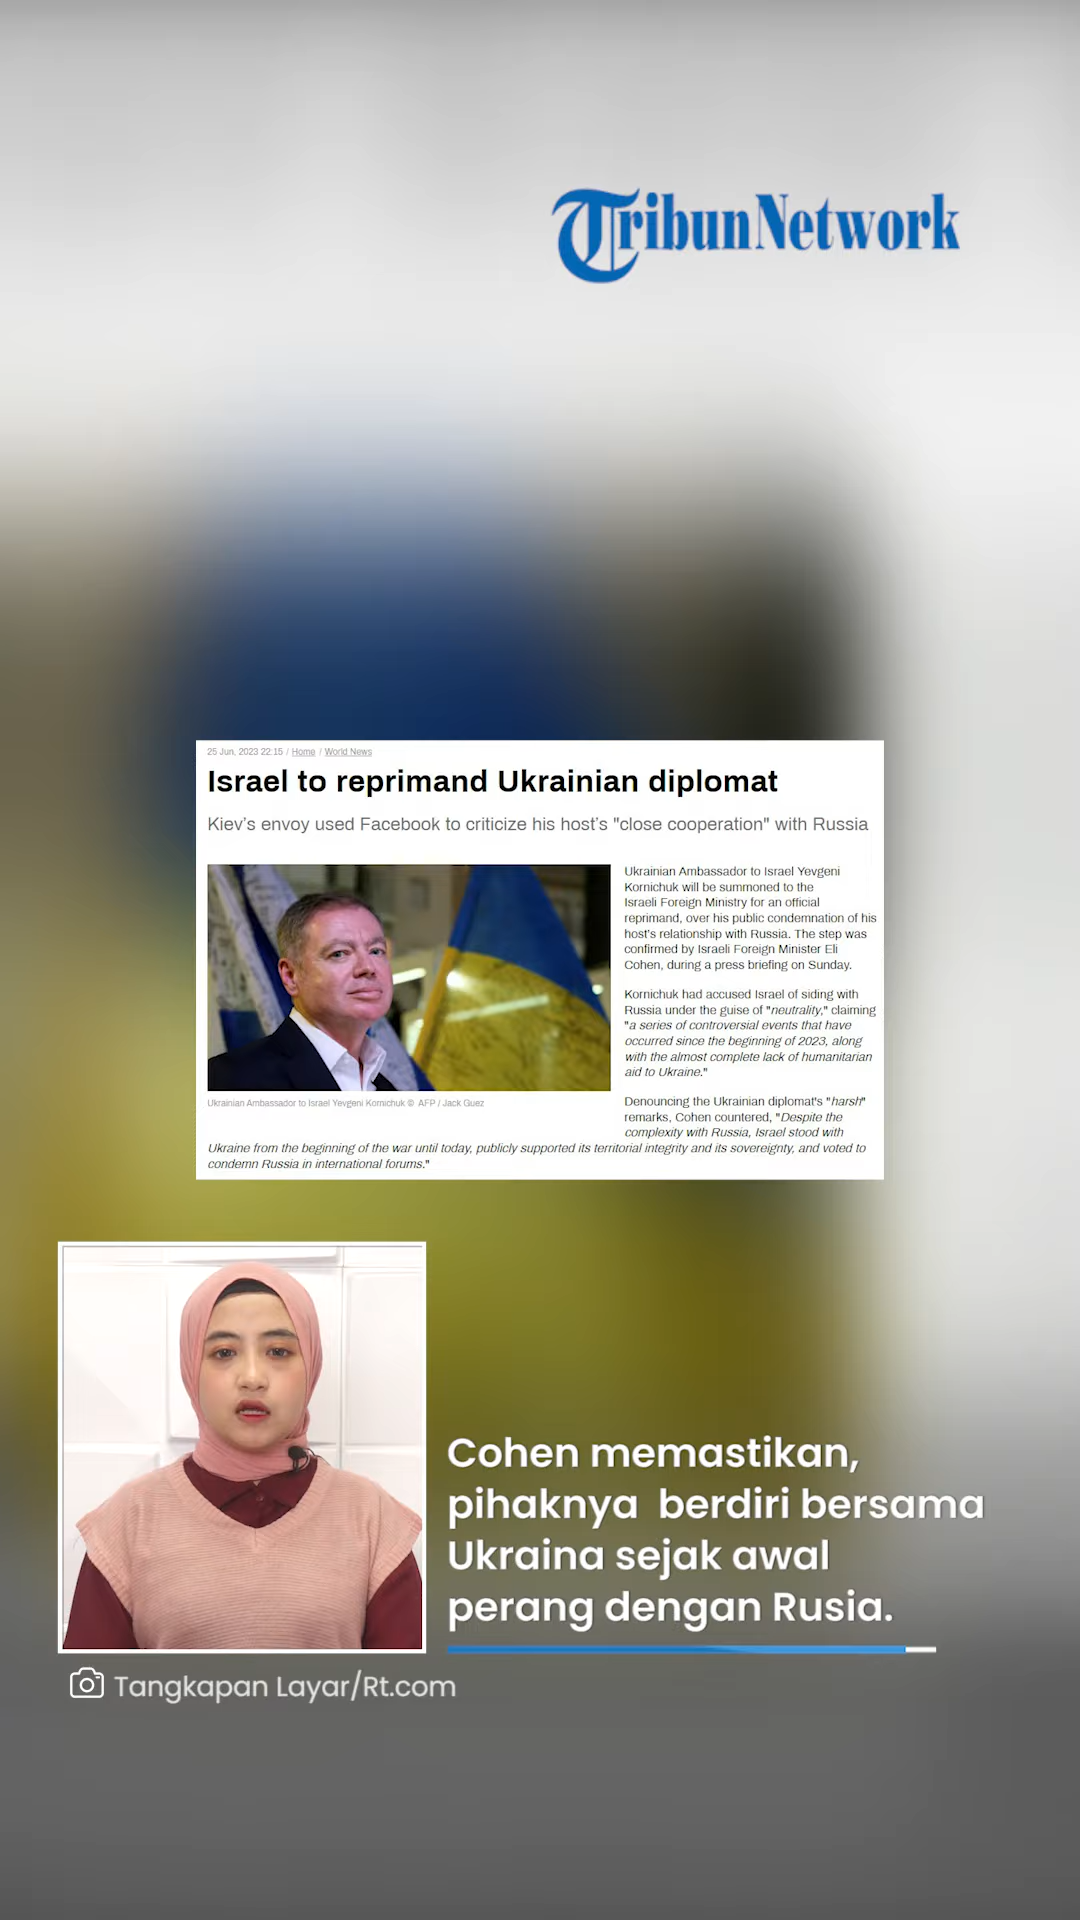 TribunNetwork
25 Jun, 2023 22:15 / Home / World News
Israel to reprimand Ukrainian diplomat
Kiev's envoy used Facebook to criticize his host's "close cooperation" with Russia
Ukrainian Ambassador to Israel Yevgeni
Kornichuk will be summoned to the
Israeli Foreign Ministry for an official
reprimand, over his public condemnation of his
host's relationship with Russia. The step was
confirmed by Israeli Foreign Minister Eli
Cohen, during a press briefing on Sunday.
Kornichuk had accused Israel of siding with
Russia under the guise of "neutrality," claiming
"a series of controversial events that have
occurred since the beginning of 2023, along
with the almost complete lack of humanitarian
aid to Ukraine."
Ukrainian Ambassador to Israel Yevgeni Kornichuk © AFP / Jack Guez
Denouncing the Ukrainian diplomat's "harsh"
remarks, Cohen countered, "Despite the
complexity with Russia, Israel stood with
Ukraine from the beginning of the war until today, publicly supported its territorial integrity and its sovereignty, and voted to
condemn Russia in international forums."
Cohen memastikan,
pihaknya berdiri bersama
Ukraina sejak awal
perang dengan Rusia.
Tangkapan Layar/Rt.com